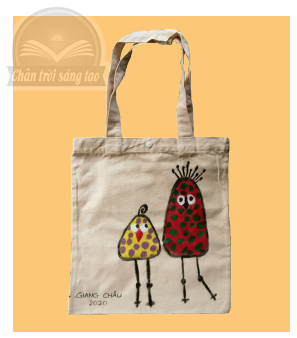 Chân trời sáng tạo
GIANG CHÂU
2020